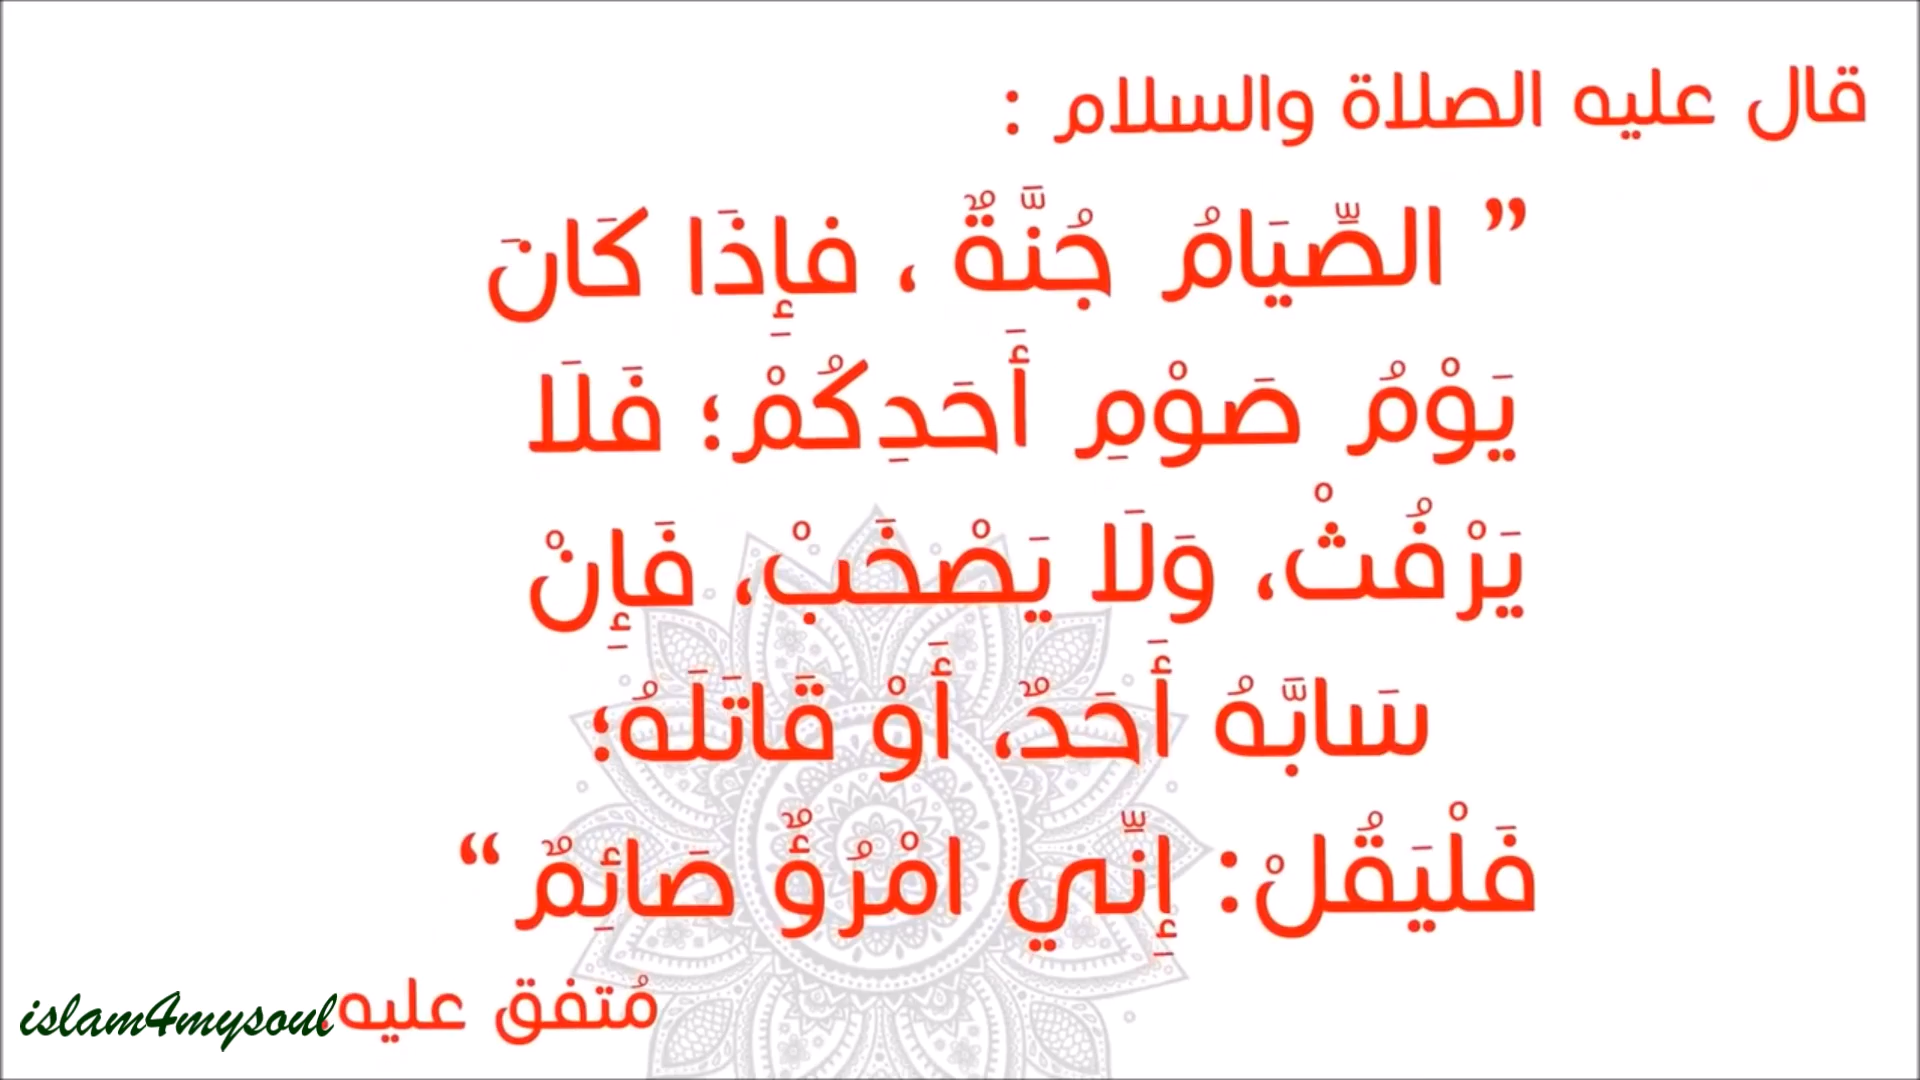 قال عليه الصلاة والسلام :
” الصِّيَامُ جُنَّةٌ ، فإِذَا كَانَ
يَوْمُ صَوْمِ أَحَدِكُمْ؛ فَلَا
يَرْفُثْ، وَلَا يَصْخَبْ، فَإِنْ
سَابَّهُ أَحَدٌ، أَوْ قَاتَلَهُ؛
فَلْيَقُلْ: إِنِّي امْرُؤٌ صَائِمٌ “
مُتفق عليه.
islam4mysoul